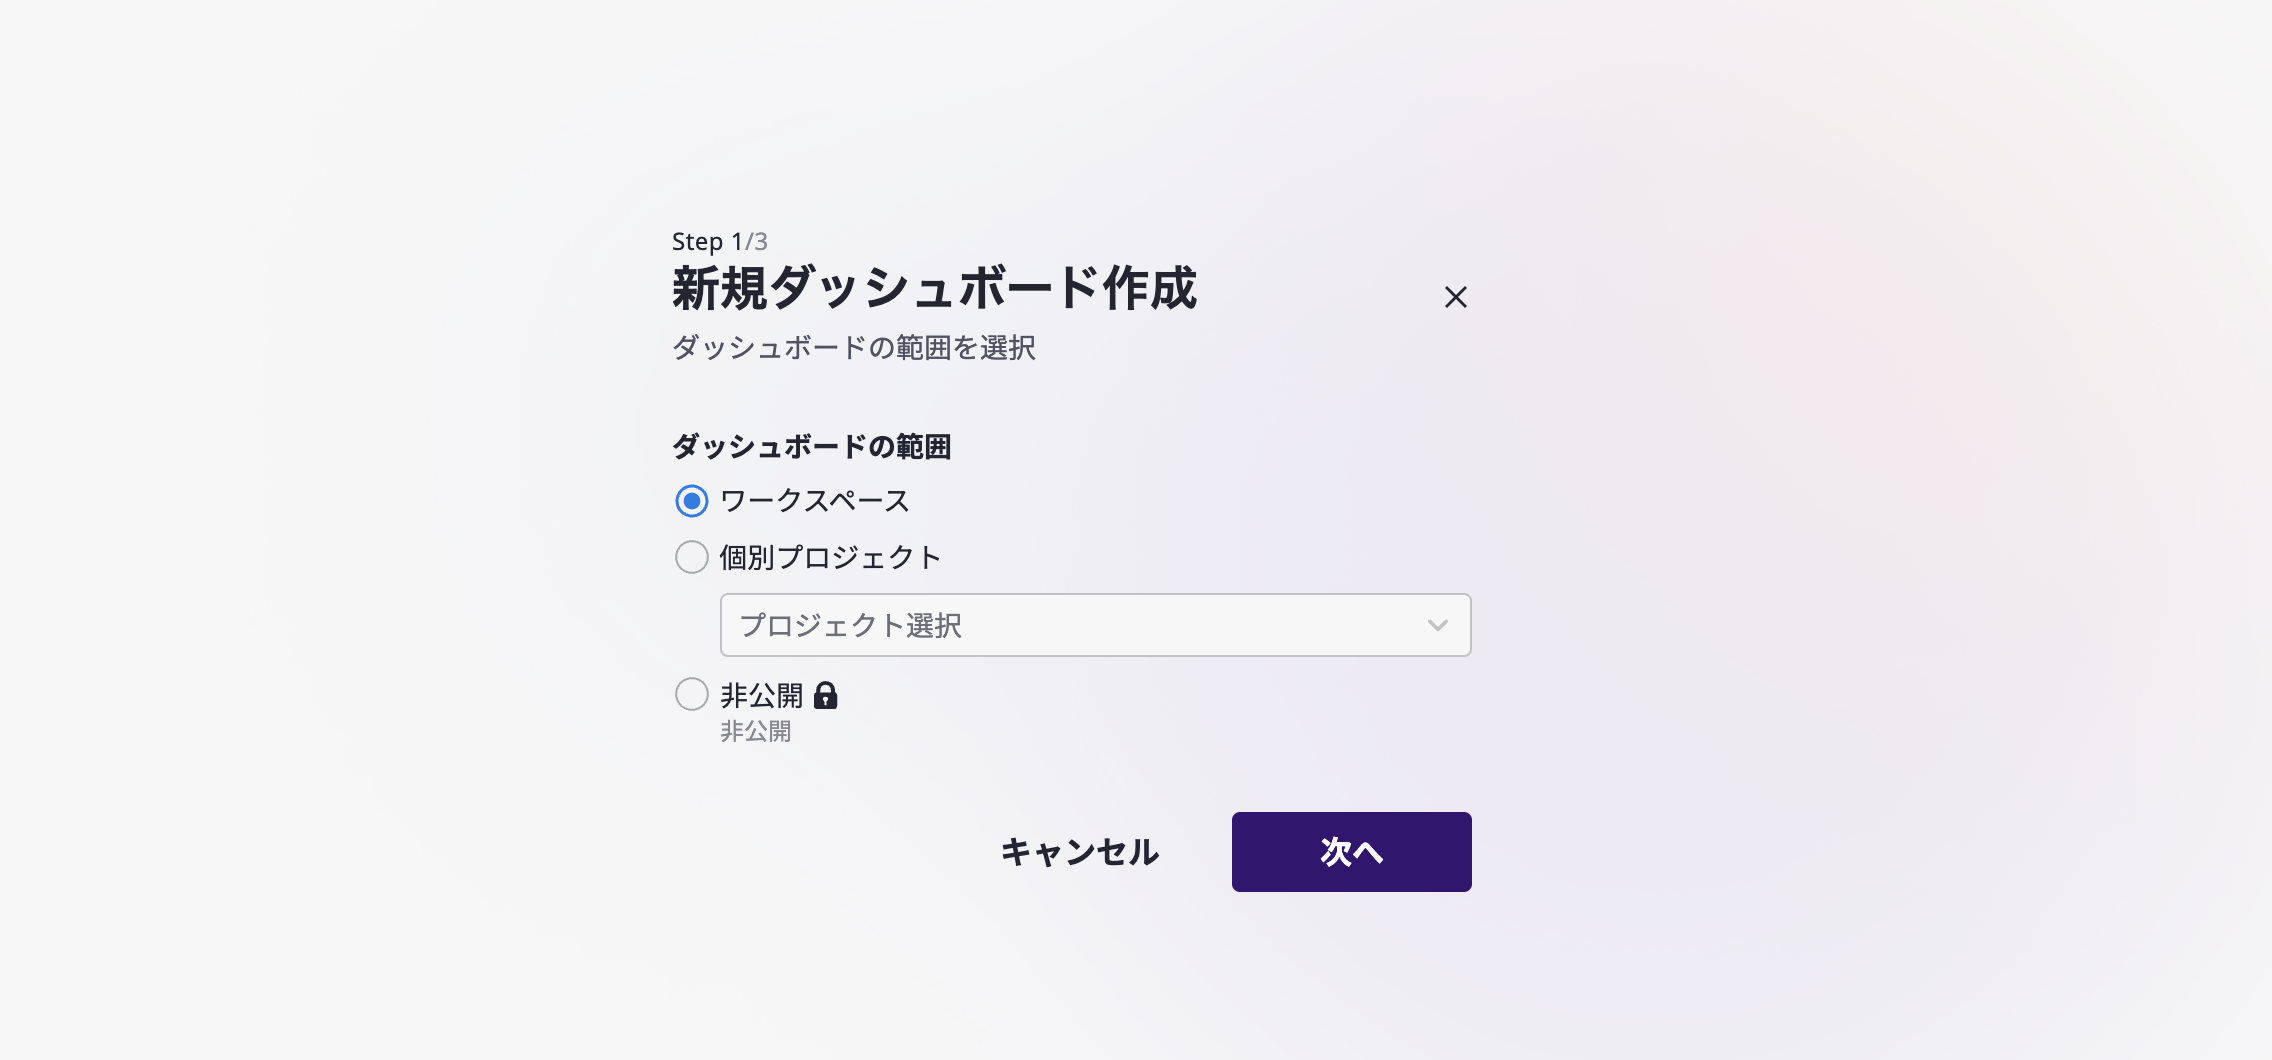 Step 1/3
新規ダッシュボード作成
ダッシュボードの範囲を選択
ダッシュボードの範囲
ワークスペース
個別プロジェクト
プロジェクト選択
非公開
非公開
キャンセル
次へ